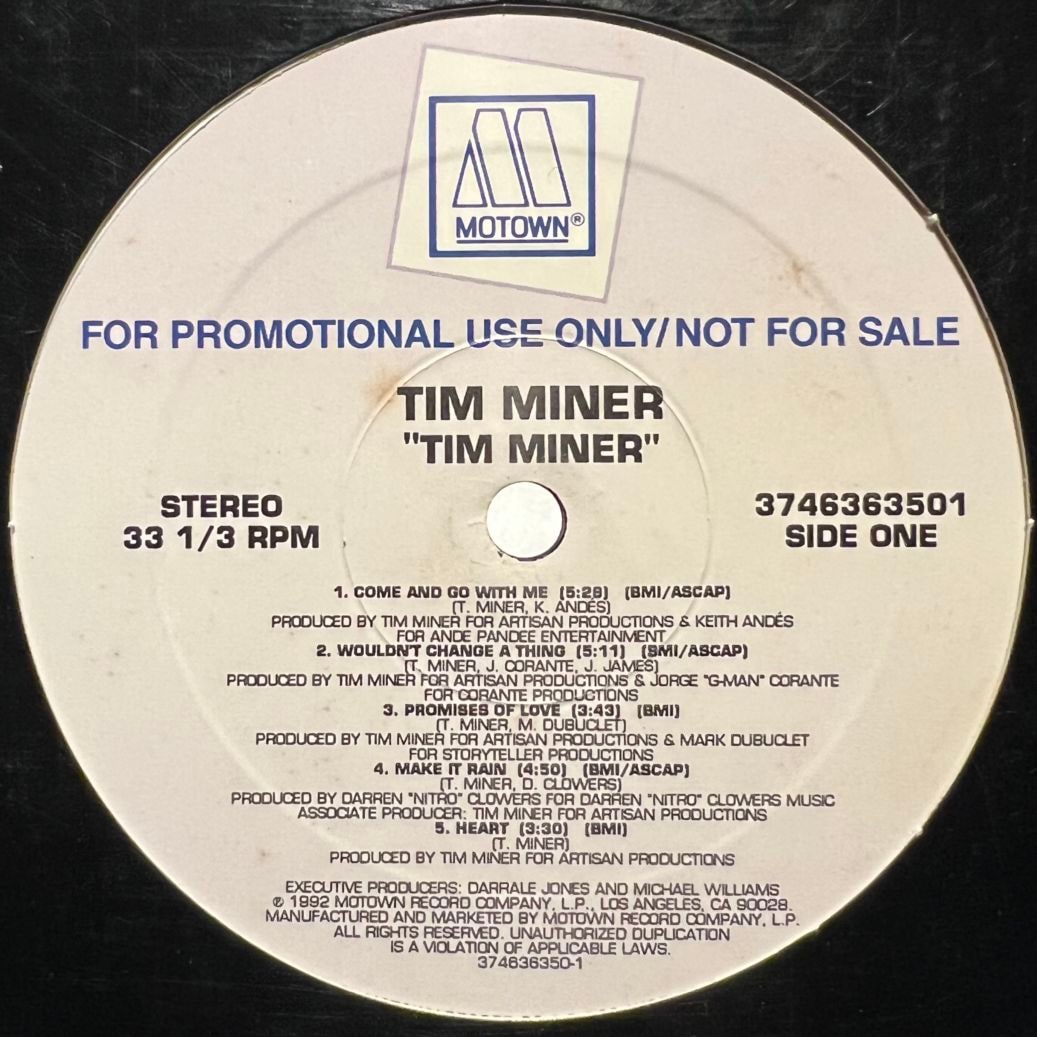 MOTOWN®
FOR PROMOTIONAL USE ONLY/NOT FOR SALE
TIM MINER
"TIM MINER"
STEREO
33 1/3 RPM
3746363501
SIDE ONE
1. COME AND GO WITH ME (5:28) (BMI/ASCAP)
(T. MINER, K. ANDÉS)
PRODUCED BY TIM MINER FOR ARTISAN PRODUCTIONS & KEITH ANDÉS
FOR ANDE PANDEE ENTERTAINMENT
2. WOULDN'T CHANGE A THING (5:11) (BMI/ASCAP)
(T. MINER, J. CORANTE, J. JAMES)
PRODUCED BY TIM MINER FOR ARTISAN PRODUCTIONS & JORGE "G-MAN" CORANTE
FOR CORANTE PRODUCTIONS
3. PROMISES OF LOVE (3:43) (BMI)
(T. MINER, M. DUBUCLET)
PRODUCED BY TIM MINER FOR ARTISAN PRODUCTIONS & MARK DUBUCLET
FOR STORYTELLER PRODUCTIONS
4. MAKE IT RAIN (4:50) (BMI/ASCAP)
(T. MINER, D. CLOWERS)
PRODUCED BY DARREN "NITRO" CLOWERS FOR DARREN "NITRO" CLOWERS MUSIC
ASSOCIATE PRODUCER: TIM MINER FOR ARTISAN PRODUCTIONS
5. HEART (3:30) (BMI)
(T. MINER)
PRODUCED BY TIM MINER FOR ARTISAN PRODUCTIONS
EXECUTIVE PRODUCERS: DARRALE JONES AND MICHAEL WILLIAMS
℗ 1992 MOTOWN RECORD COMPANY, L.P., LOS ANGELES, CA 90028.
MANUFACTURED AND MARKETED BY MOTOWN RECORD COMPANY, L.P.
ALL RIGHTS RESERVED. UNAUTHORIZED DUPLICATION
IS A VIOLATION OF APPLICABLE LAWS.
374636350-1